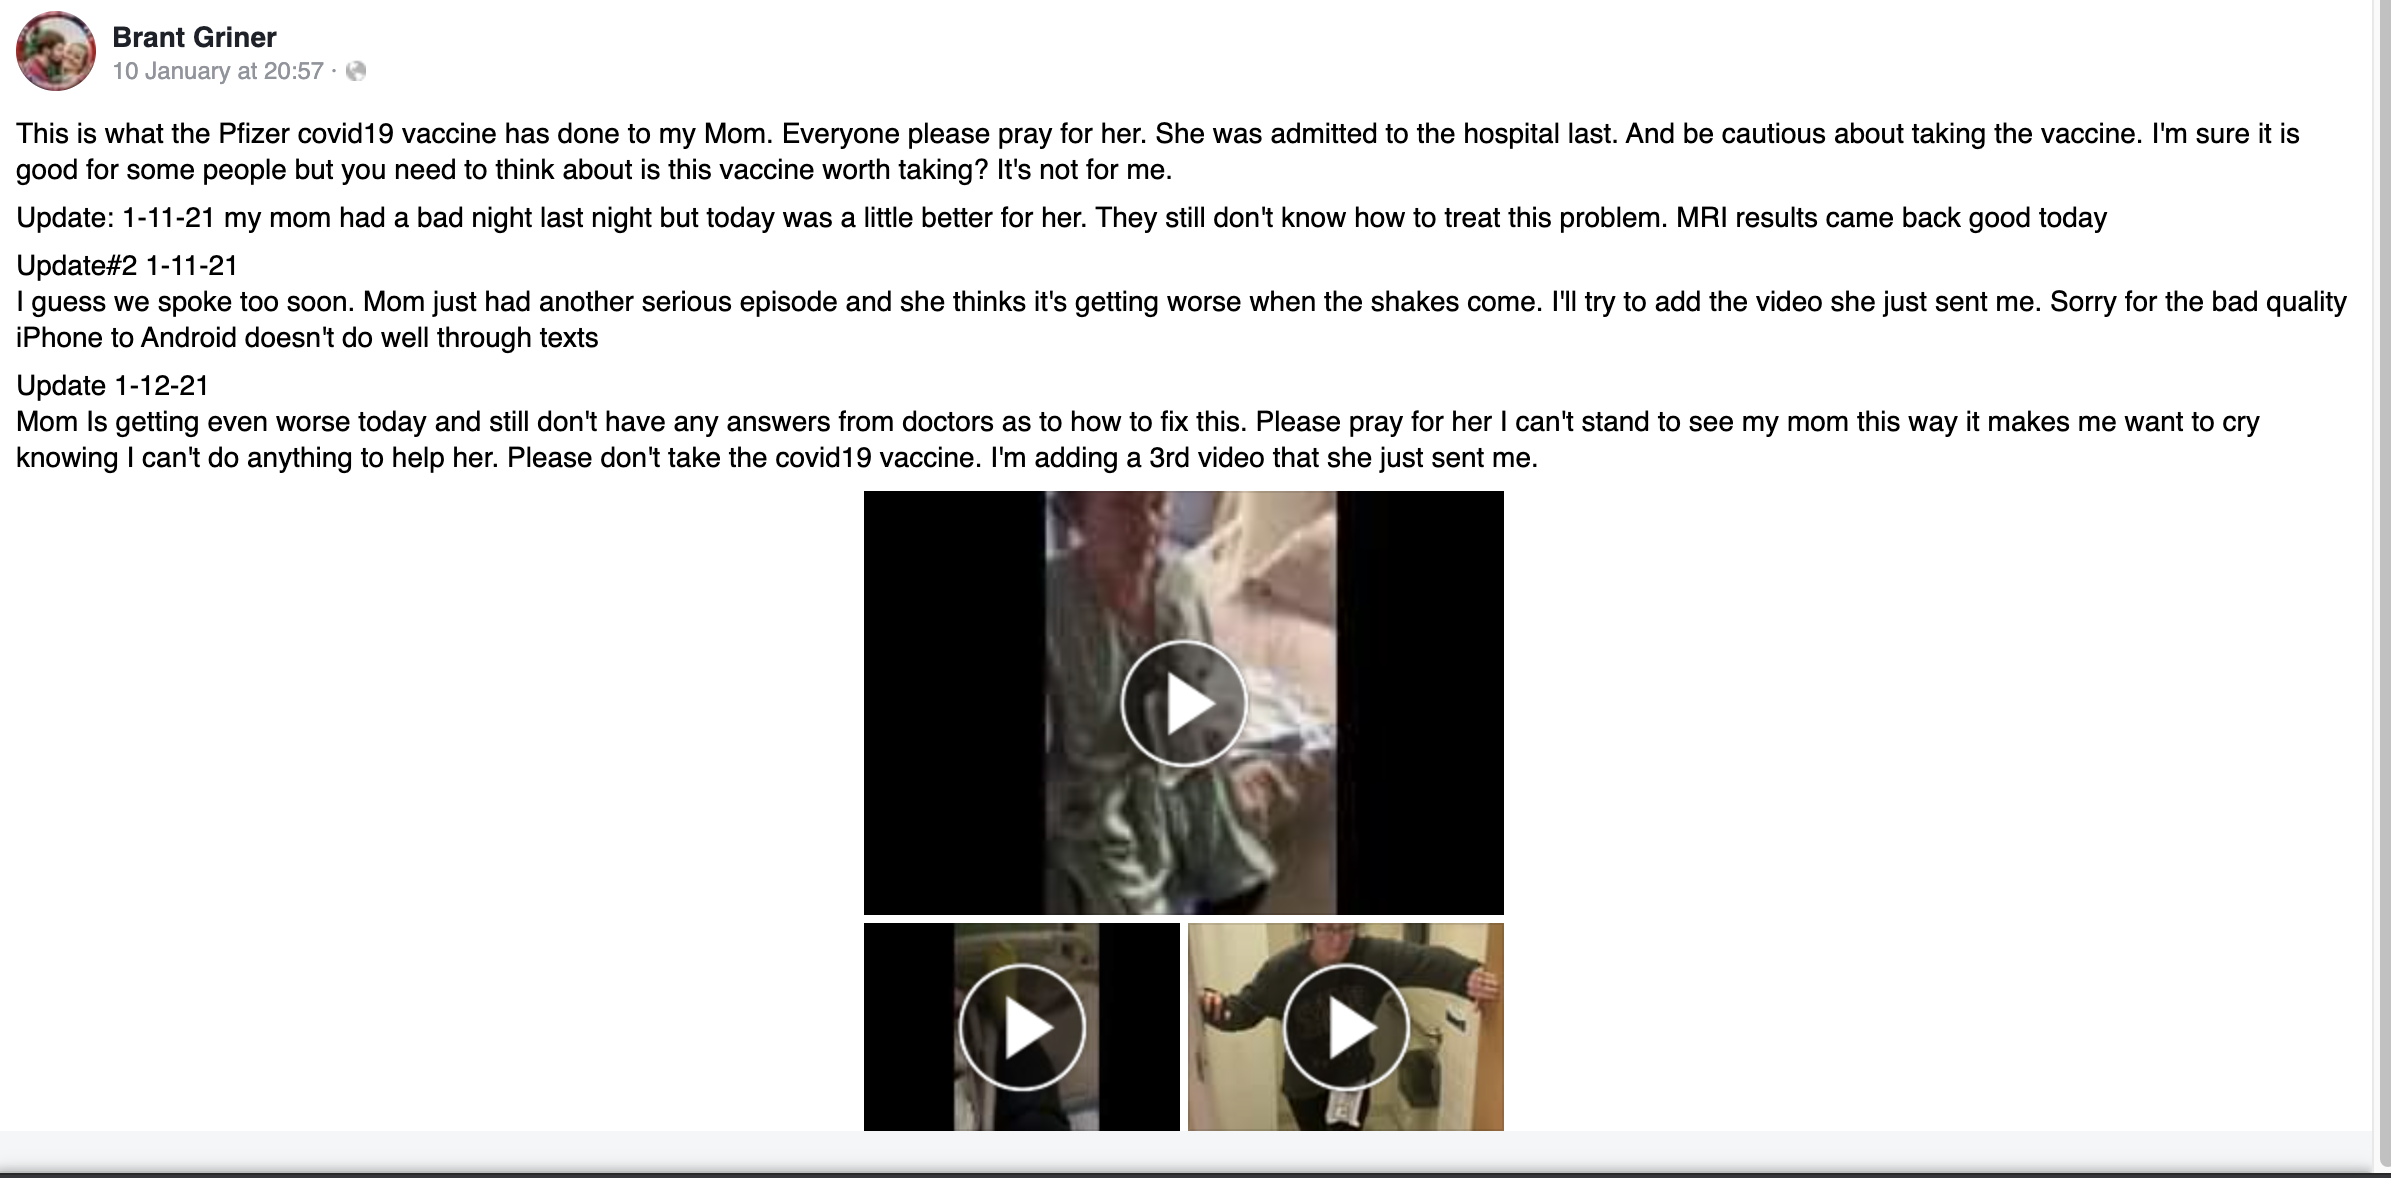 Brant Griner
10 January at 20:57 ·
This is what the Pfizer covid19 vaccine has done to my Mom. Everyone please pray for her. She was admitted to the hospital last. And be cautious about taking the vaccine. I'm sure it is
good for some people but you need to think about is this vaccine worth taking? It's not for me.
Update: 1-11-21 my mom had a bad night last night but today was a little better for her. They still don't know how to treat this problem. MRI results came back good today
Update#2 1-11-21
I guess we spoke too soon. Mom just had another serious episode and she thinks it's getting worse when the shakes come. I'll try to add the video she just sent me. Sorry for the bad quality
iPhone to Android doesn't do well through texts
Update 1-12-21
Mom Is getting even worse today and still don't have any answers from doctors as to how to fix this. Please pray for her I can't stand to see my mom this way it makes me want to cry
knowing I can't do anything to help her. Please don't take the covid19 vaccine. I'm adding a 3rd video that she just sent me.